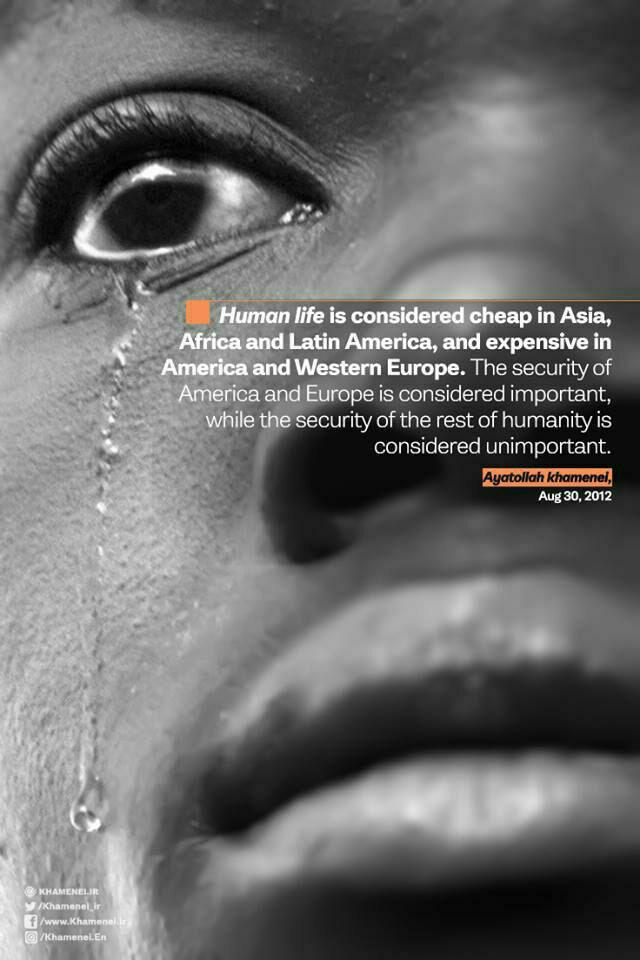 Human life is considered cheap in Asia,
Africa and Latin America, and expensive in
America and Western Europe. The security of
America and Europe is considered important,
while the security of the rest of humanity is
considered unimportant.
Ayatollah khamenei,
Aug 30, 2012
KHAMENEI.IR
/Khamenei_ir
/www.Khamenei.ir
/Khamenei.En